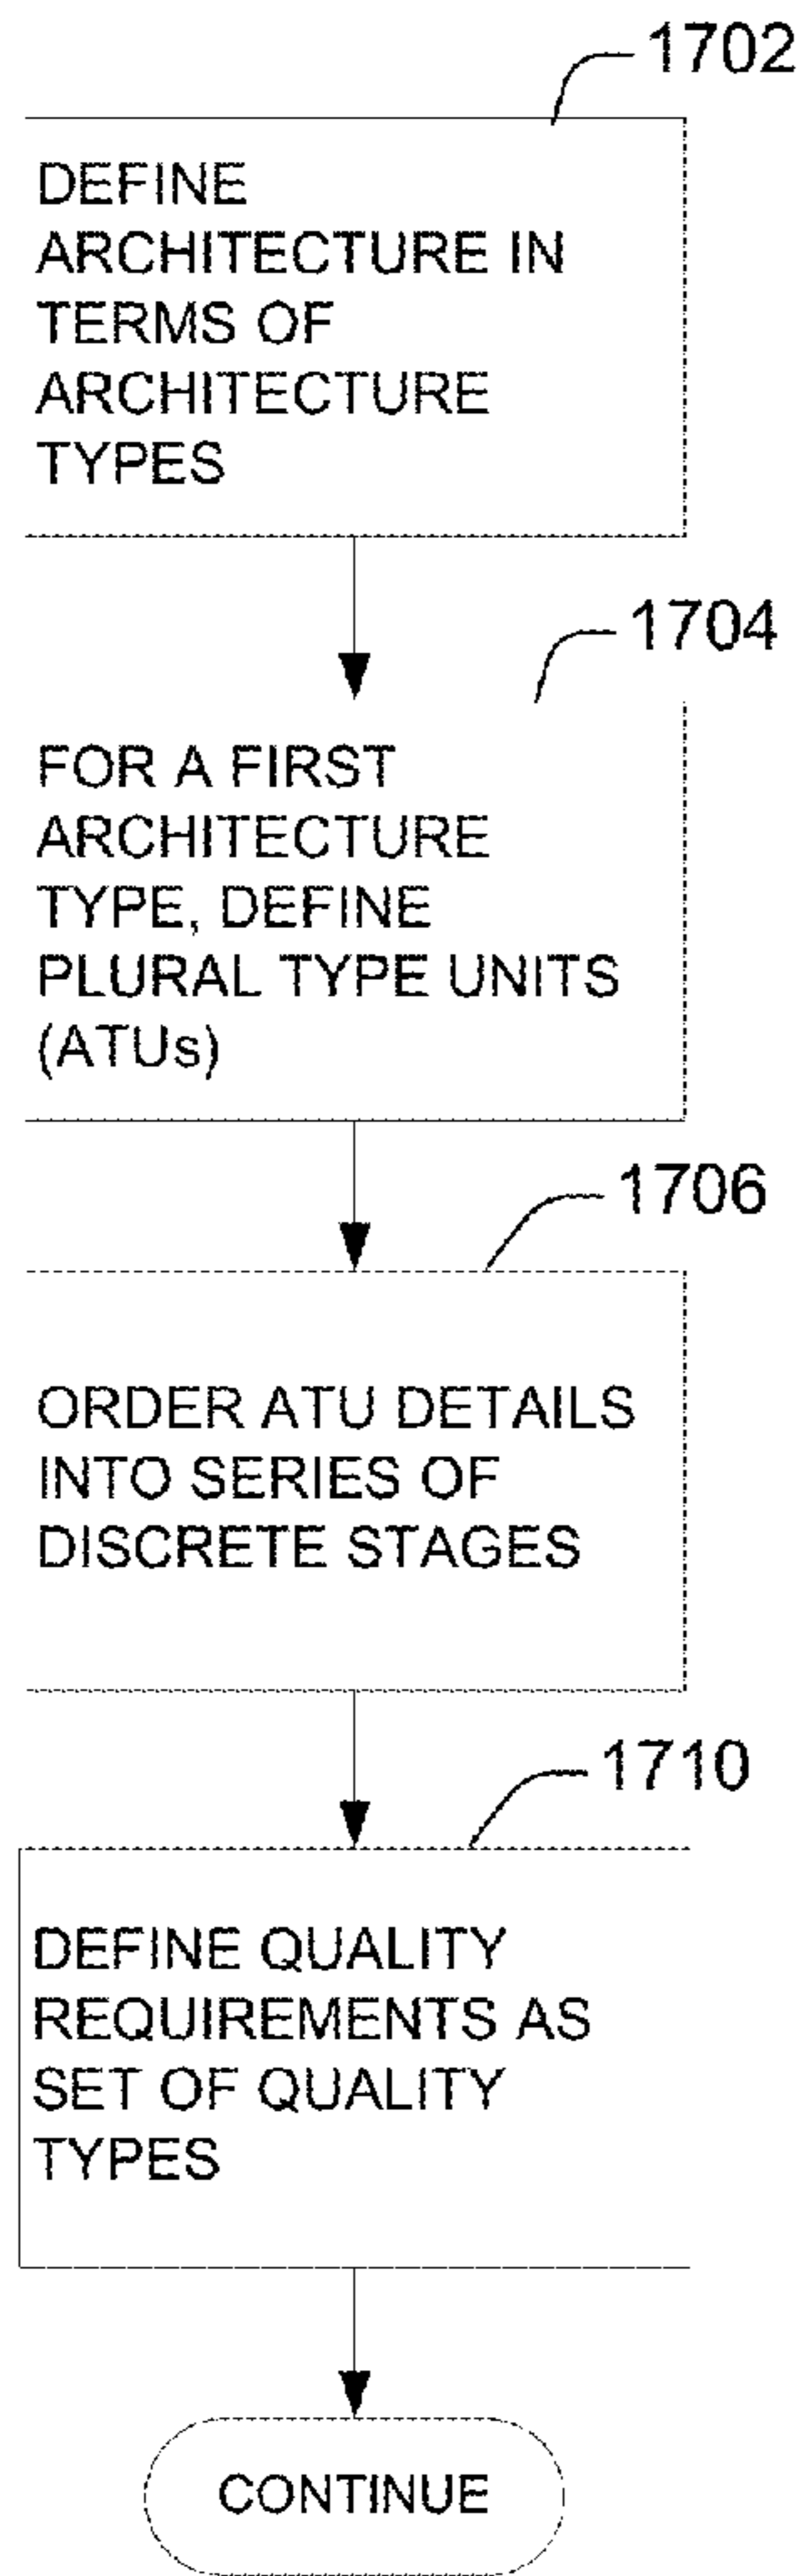 1702
DEFINE
ARCHITECTURE IN
TERMS OF
ARCHITECTURE
TYPES
1704
FOR A FIRST
ARCHITECTURE
TYPE, DEFINE
PLURAL TYPE UNITS
(ATUs)
1706
ORDER ATU DETAILS
INTO SERIES OF
DISCRETE STAGES
1710
DEFINE QUALITY
REQUIREMENTS AS
SET OF QUALITY
TYPES
CONTINUE